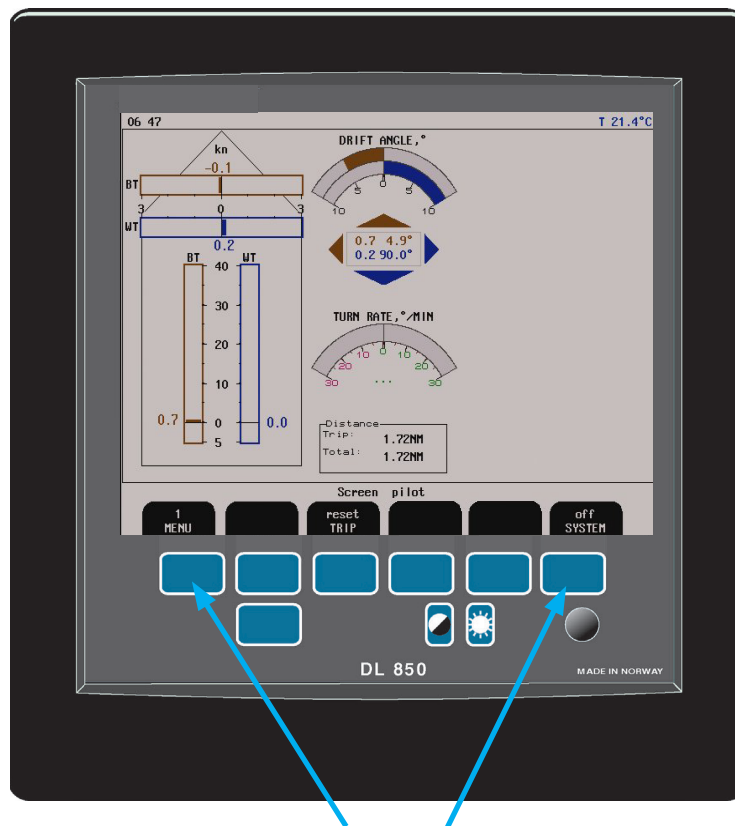 06 47
T 21.4°C
kn
-0.1
BT
3 0 3
WT
0.2
BT WT
40
30
20
10
0.7 0 0.0
5
DRIFT ANGLE,°
10 5 0 5 10
0.7 4.9°
0.2 90.0°
TURN RATE,°/MIN
30 20 10 0 10 20 30
...
Distance
Trip: 1.72NM
Total: 1.72NM
Screen pilot
1
MENU
reset
TRIP
off
SYSTEM
DL 850
MADE IN NORWAY